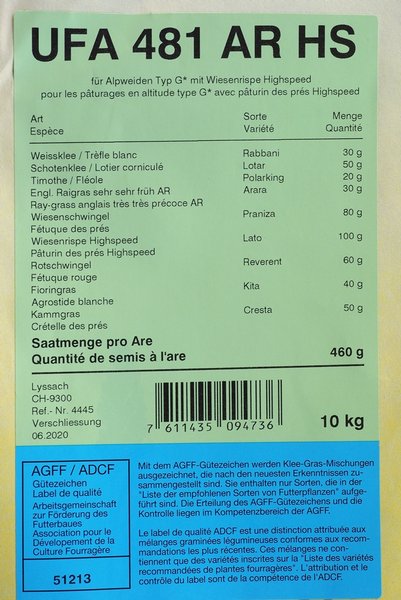 UFA 481 AR HS
für Alpweiden Typ G* mit Wiesenrispe Highspeed
pour les pâturages en altitude type G* avec pâturin des prés Highspeed
Art Sorte Menge
Espèce Variété Quantité
Weissklee / Trèfle blanc Rabbani 30 g
Schotenklee / Lotier corniculé Lotar 50 g
Timothe / Fléole Polarking 20 g
Engl. Raigras sehr sehr früh AR Arara 30 g
Ray-grass anglais très très précoce AR
Wiesenschwingel Praniza 80 g
Fétuque des prés
Wiesenrispe Highspeed Lato 100 g
Pâturin des prés Highspeed
Rotschwingel Reverent 60 g
Fétuque rouge
Fioringras Kita 40 g
Agrostide blanche
Kammgras Cresta 50 g
Crételle des prés
Saatmenge pro Are
Quantité de semis à l'are 460 g
Lyssach
CH-9300
Ref.- Nr. 4445
Verschliessung
06.2020
7 611435 094736
10 kg
AGFF / ADCF
Gütezeichen
Label de qualité
Arbeitsgemeinschaft
zur Förderung des
Futterbaues
Association pour le
Dévelopement de la
Culture Fourragère
51213
Mit dem AGFF-Gütezeichen werden Klee-Gras-Mischungen
ausgezeichnet, die nach den neuesten Erkenntnissen zu-
sammengestellt sind. Sie enthalten nur Sorten, die in der
"Liste der empfohlenen Sorten von Futterpflanzen" aufge-
führt sind. Die Erteilung des AGFF-Gütezeichens und die
Kontrolle liegen im Kompetenzbereich der AGFF.
Le label de qualité ADCF est une distinction attribuée aux
mélanges graminées légumineuses conformes aux recom-
mandations les plus récentes. Ces mélanges ne con-
tiennent que des variétés inscrites sur la "Liste des variétés
recommandées de plantes fourragères". L'attribution et le
contrôle du label sont de la compétence de l'ADCF.